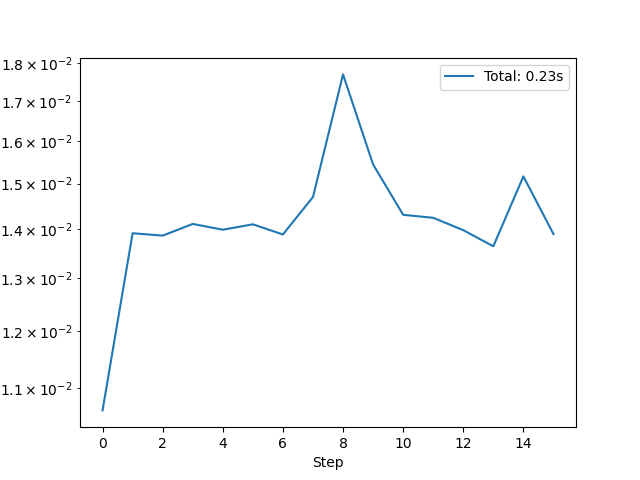 Total: 0.23s
1.8 × 10⁻²
1.7 × 10⁻²
1.6 × 10⁻²
1.5 × 10⁻²
1.4 × 10⁻²
1.3 × 10⁻²
1.2 × 10⁻²
1.1 × 10⁻²
0 2 4 6 8 10 12 14
Step